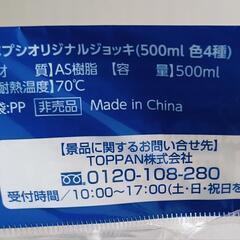 プシオリジナルジョッキ(500ml 色4種)
質】AS樹脂【容 量】500ml
耐熱温度】70℃
袋:PP 非売品 Made in China
【景品に関するお問い合せ先】
TOPPAN株式会社
0120-108-280
受付時間/10:00〜17:00(土・日・祝日を